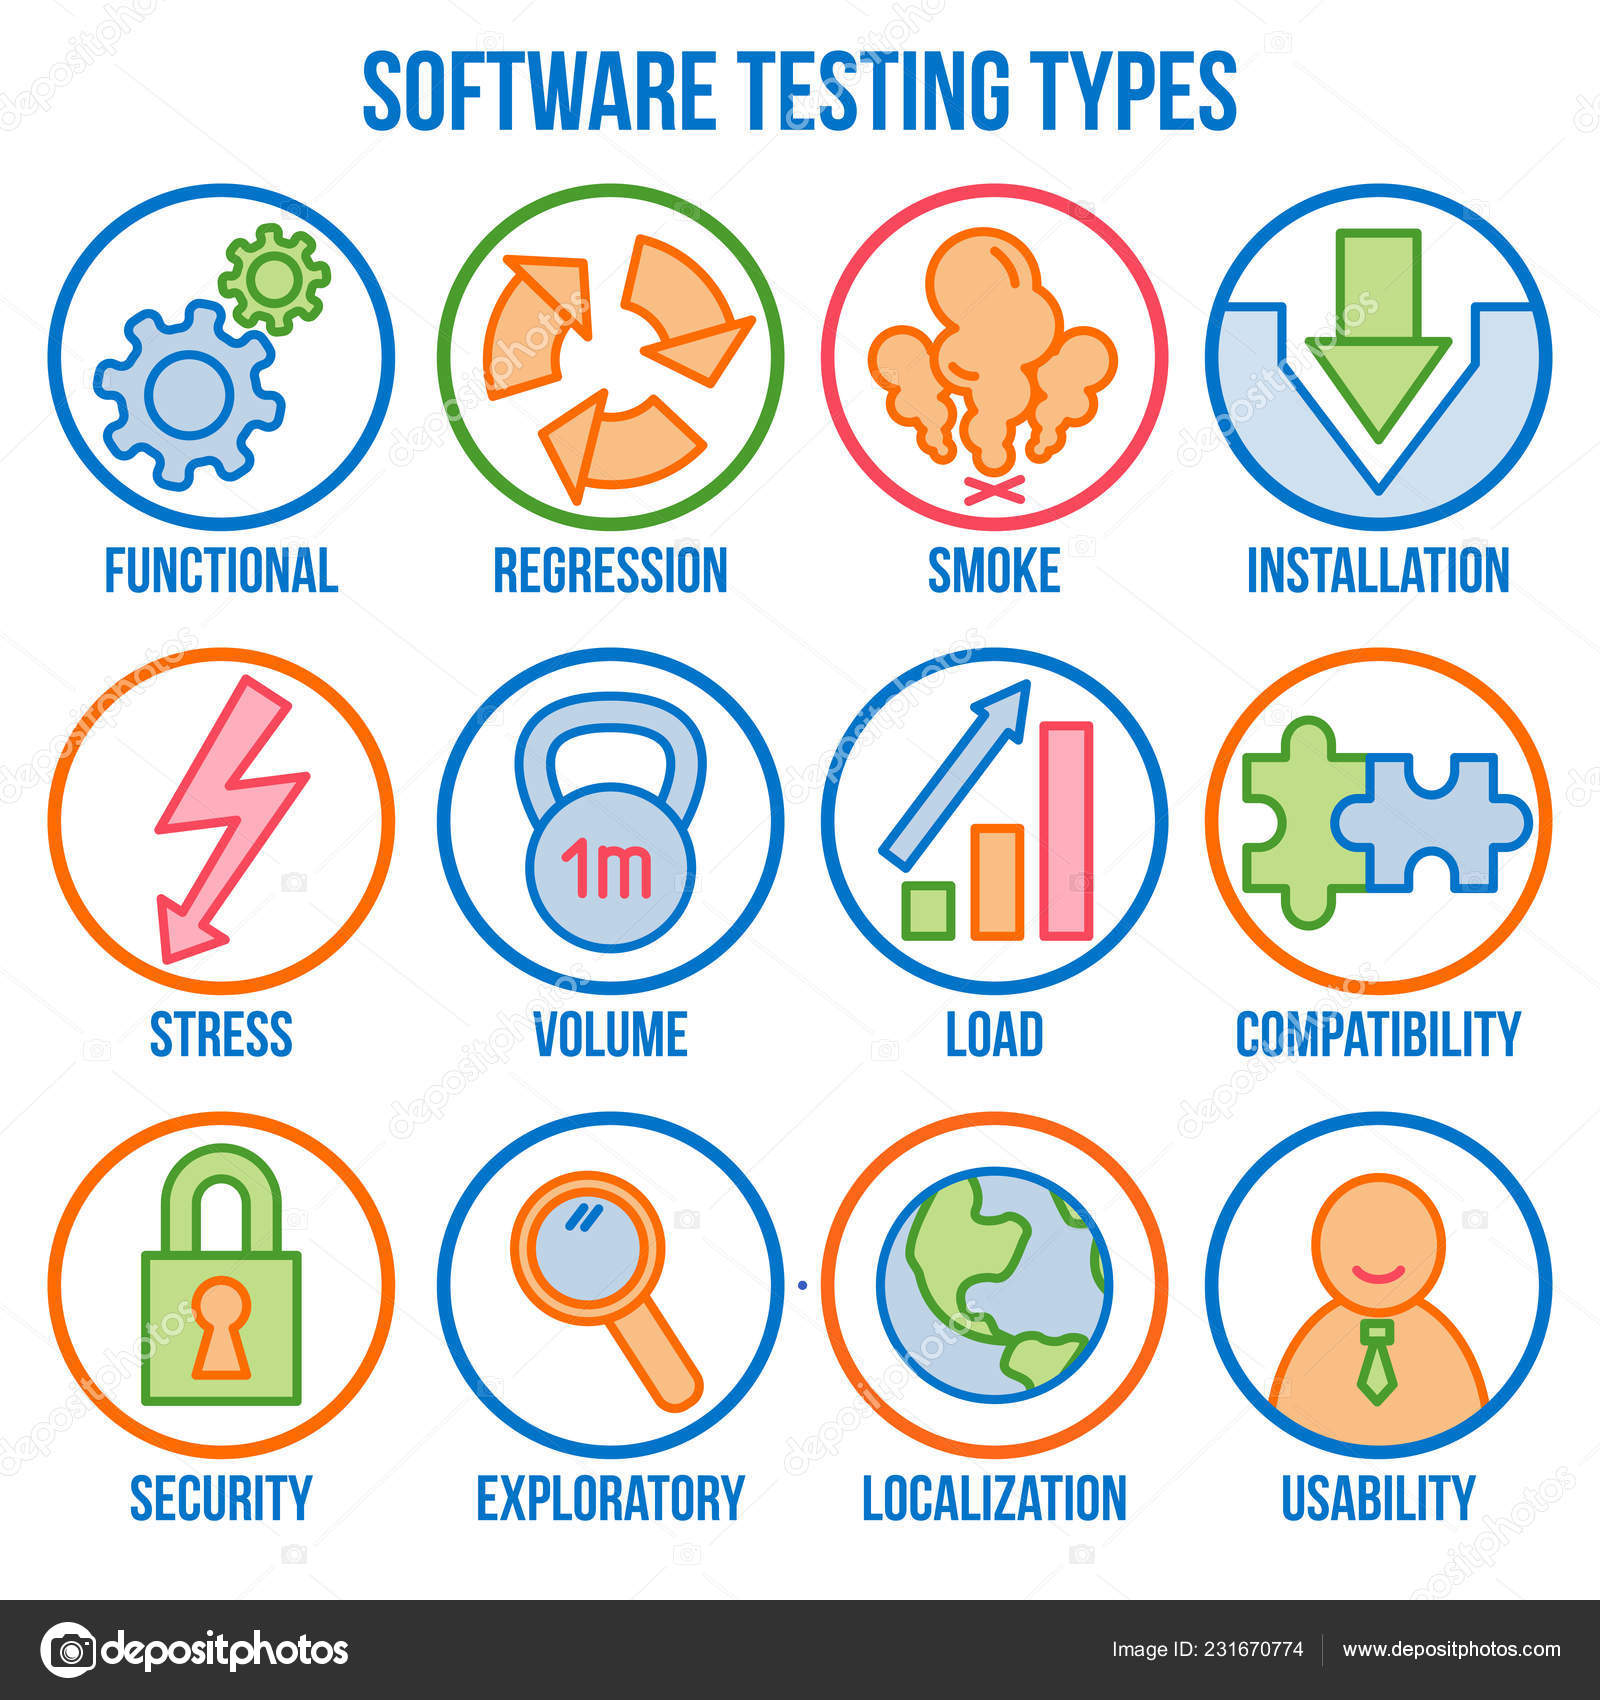 SOFTWARE TESTING TYPES
FUNCTIONAL
REGRESSION
SMOKE
INSTALLATION
1m
STRESS
VOLUME
LOAD
COMPATIBILITY
SECURITY
EXPLORATORY
LOCALIZATION
USABILITY
depositphotos
Image ID: 231670774
www.depositphotos.com